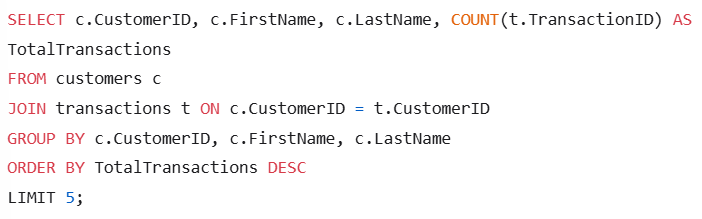 SELECT c.CustomerID, c.FirstName, c.LastName, COUNT(t.TransactionID) AS
TotalTransactions
FROM customers c
JOIN transactions t ON c.CustomerID = t.CustomerID
GROUP BY c.CustomerID, c.FirstName, c.LastName
ORDER BY TotalTransactions DESC
LIMIT 5;